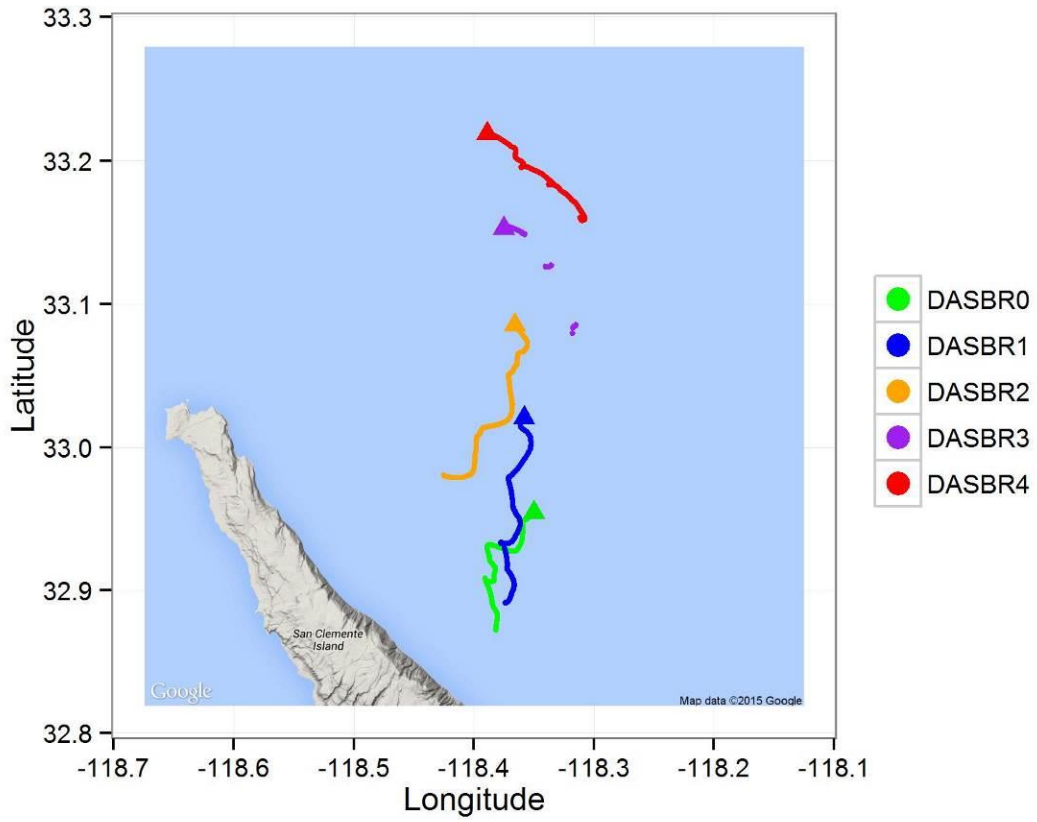 33.3
33.2
33.1
33.0
32.9
32.8
Latitude
-118.7
-118.6
-118.5
-118.4
-118.3
-118.2
-118.1
Longitude
San Clemente
Island
Google
Map data ©2015 Google
DASBR0
DASBR1
DASBR2
DASBR3
DASBR4